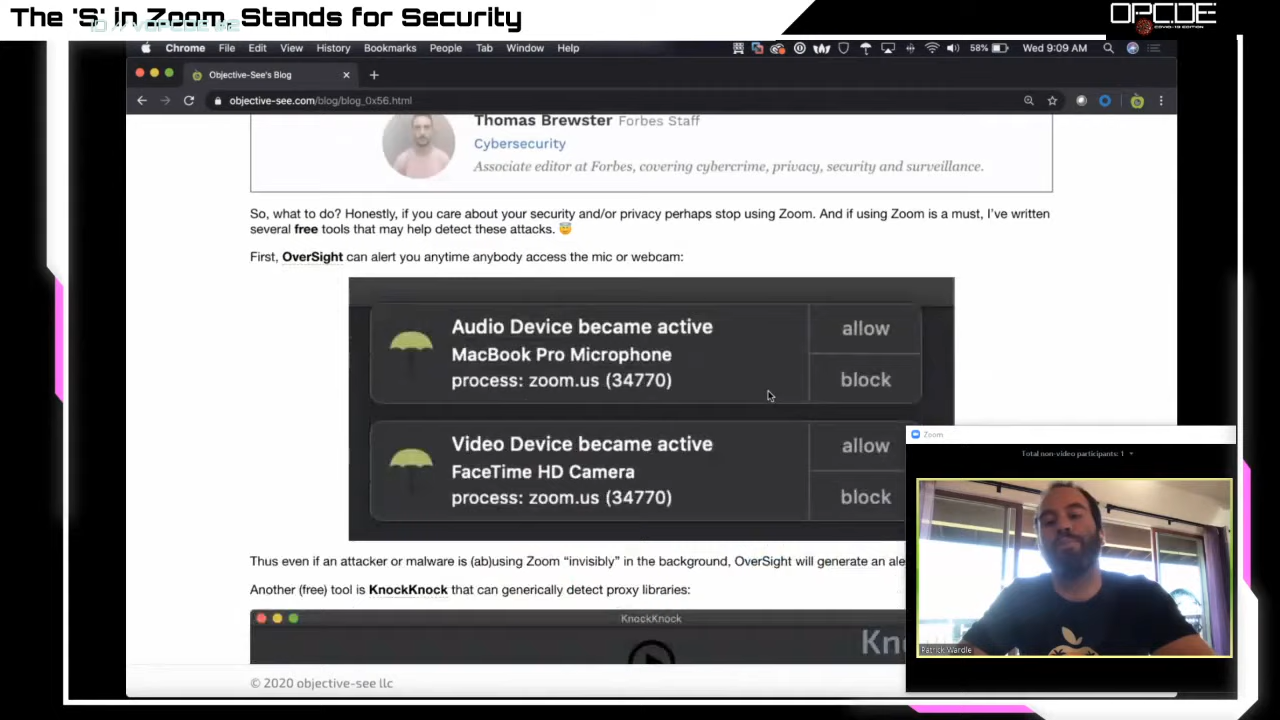 The 'S' in Zoom, Stands for Security
OPCDE
COVID-19 EDITION
Chrome File Edit View History Bookmarks People Tab Window Help 58% Wed 9:09 AM
Objective-See's Blog
objective-see.com/blog/blog_0x56.html
Thomas Brewster Forbes Staff
Cybersecurity
Associate editor at Forbes, covering cybercrime, privacy, security and surveillance.
So, what to do? Honestly, if you care about your security and/or privacy perhaps stop using Zoom. And if using Zoom is a must, I've written
several free tools that may help detect these attacks. 😇
First, OverSight can alert you anytime anybody access the mic or webcam:
Audio Device became active
MacBook Pro Microphone
process: zoom.us (34770)
allow
block
Video Device became active
FaceTime HD Camera
process: zoom.us (34770)
allow
block
Zoom
Total non-video participants: 1
Patrick Wardle
Thus even if an attacker or malware is (ab)using Zoom “invisibly” in the background, OverSight will generate an ale
Another (free) tool is KnockKnock that can generically detect proxy libraries:
KnockKnock
Kno
© 2020 objective-see llc